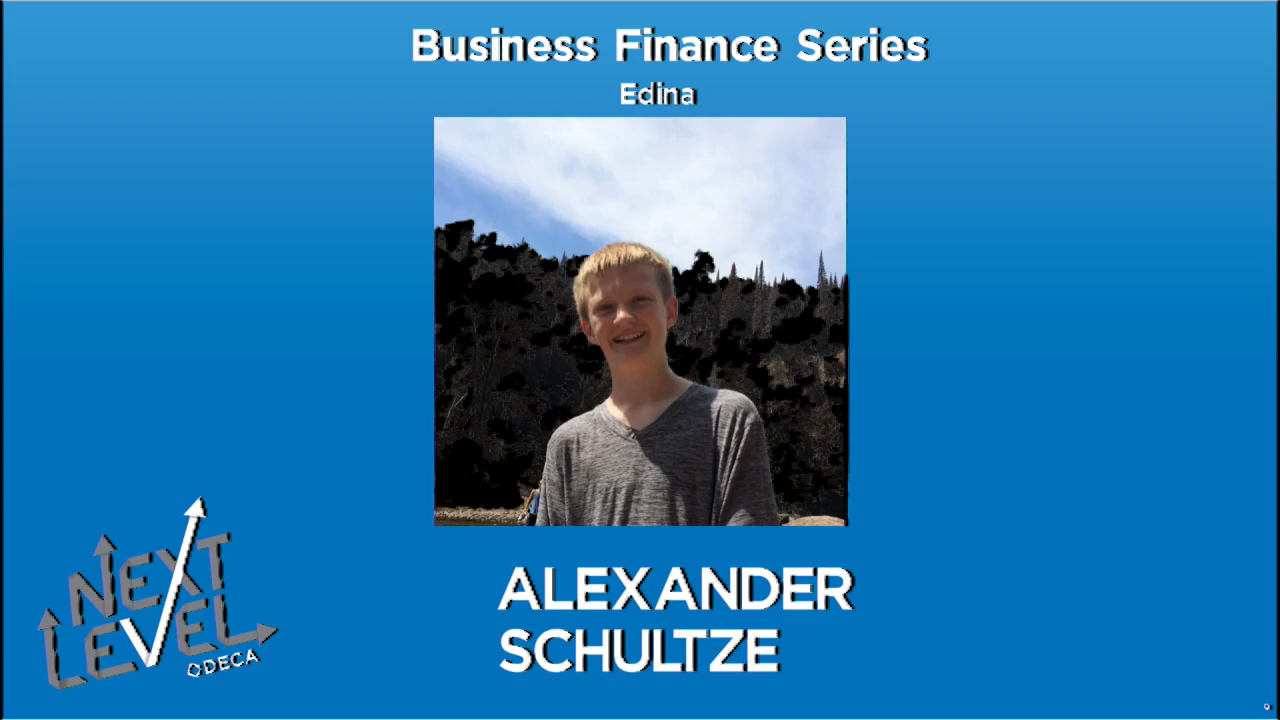 Business Finance Series
Edina
ALEXANDER
SCHULTZE
NEXT
LEVEL
DECA